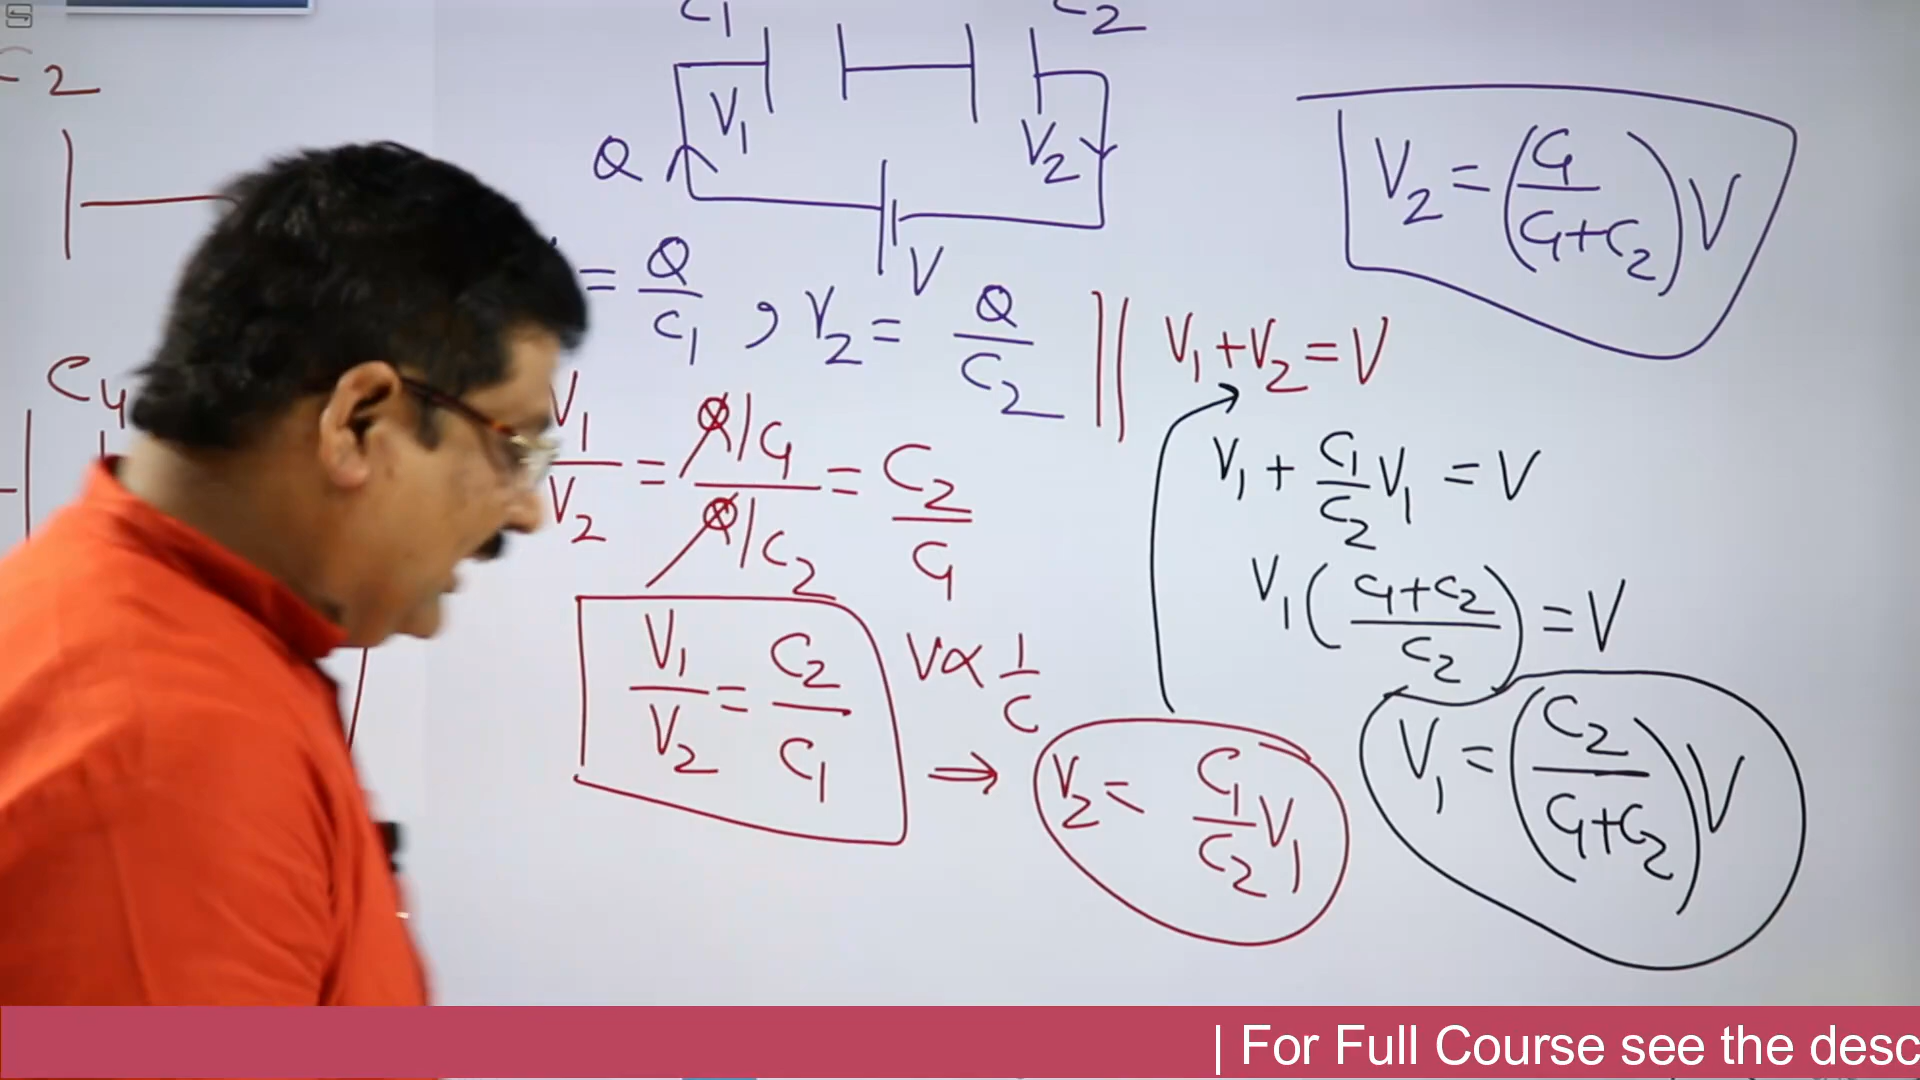 C₂
C₄
C₁
C₂
V₁
V₂
Q
V
= Q/C₁ , V₂ = Q/C₂
V₁/V₂ = (Q/C₁)/(Q/C₂) = C₂/C₁
V₁/V₂ = C₂/C₁
V ∝ 1/C
⇒ V₂ = C₁/C₂ V₁
V₁+V₂ = V
V₁ + C₁/C₂ V₁ = V
V₁ ((C₁+C₂)/C₂) = V
V₁ = (C₂/(C₁+C₂)) V
V₂ = (C₁/(C₁+C₂)) V
| For Full Course see the desc